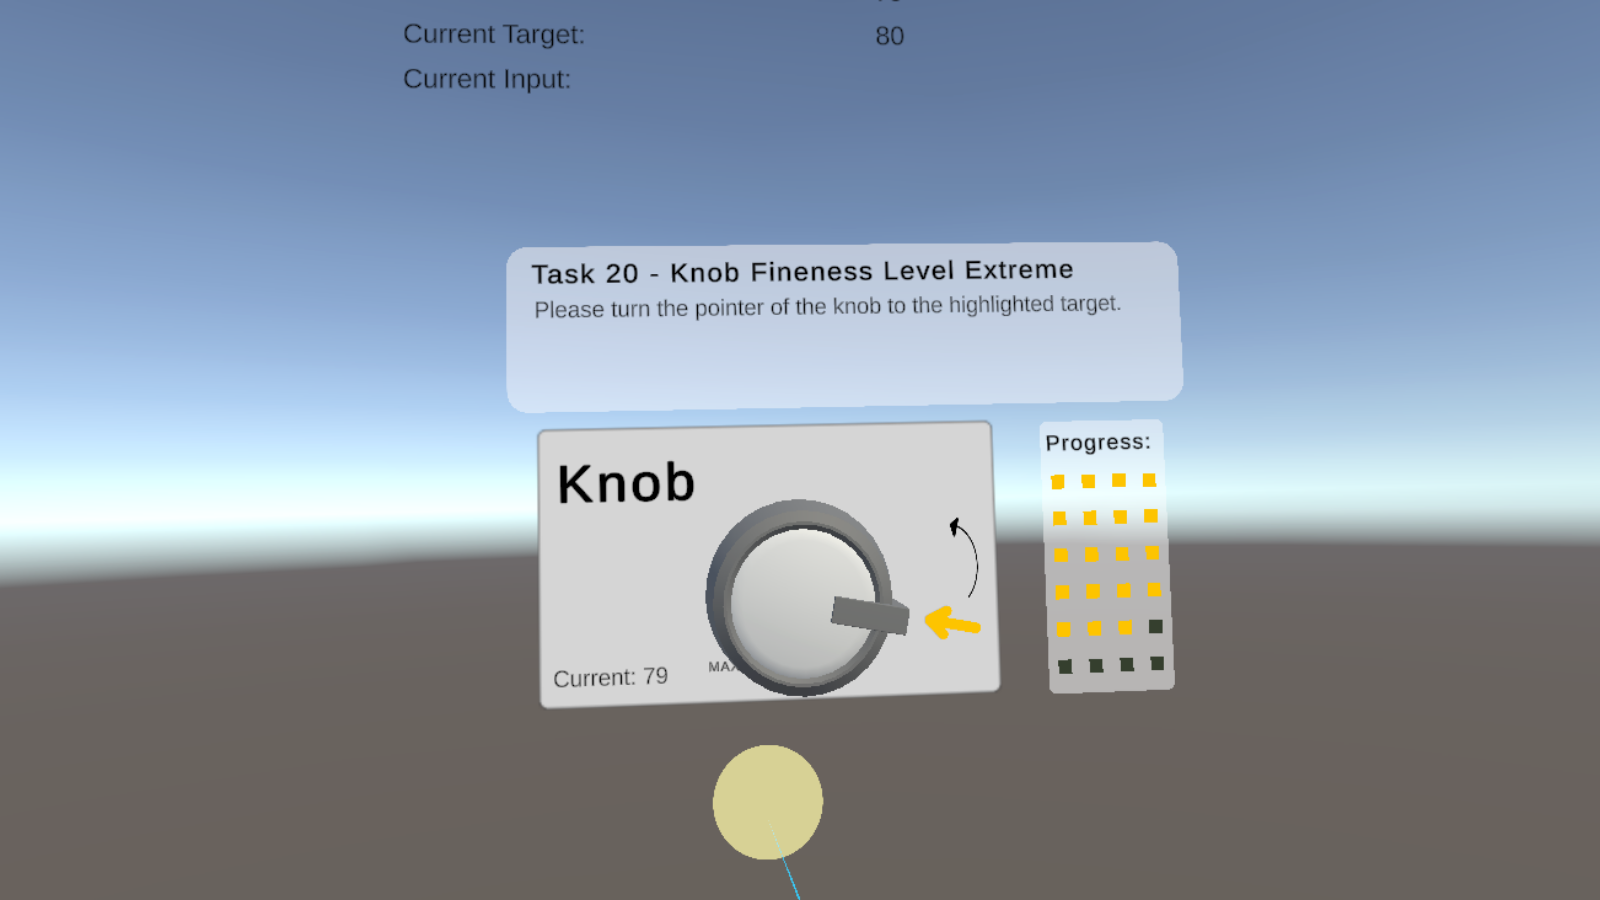 Current Target: 80
Current Input:
Task 20 - Knob Fineness Level Extreme
Please turn the pointer of the knob to the highlighted target.
Knob
Progress:
MAX
Current: 79